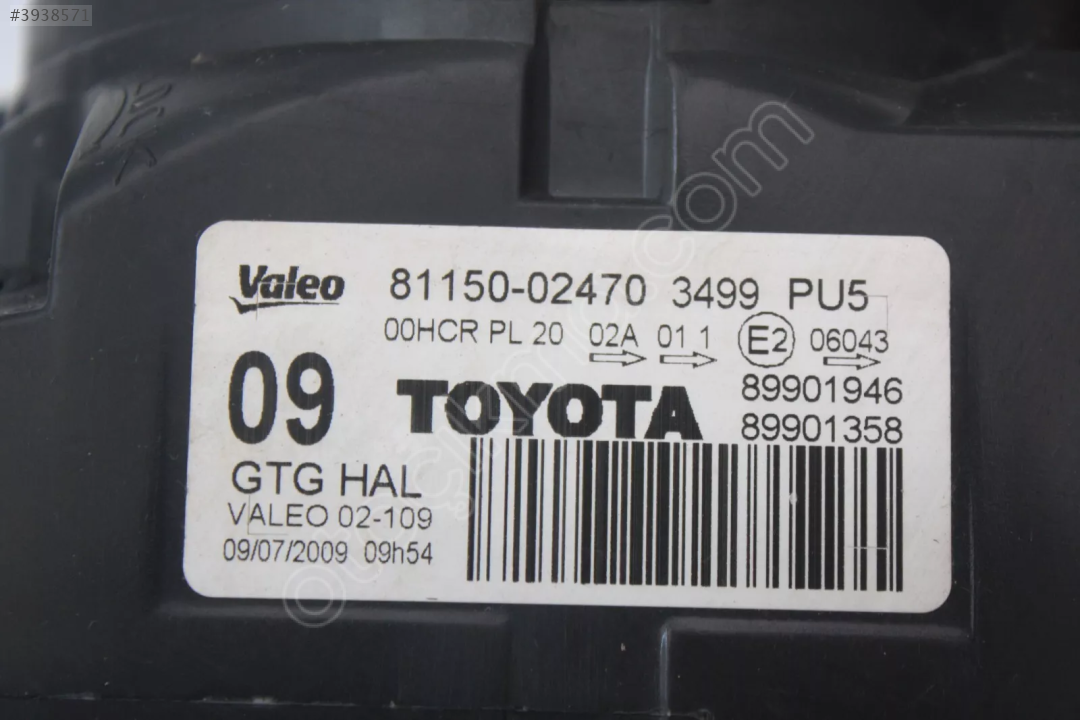 #3938571
Valeo 81150-02470 3499 PU5
00HCR PL 20 02A 01 1 E2 06043
09 TOYOTA 89901946
89901358
GTG HAL
VALEO 02-109
09/07/2009 09h54